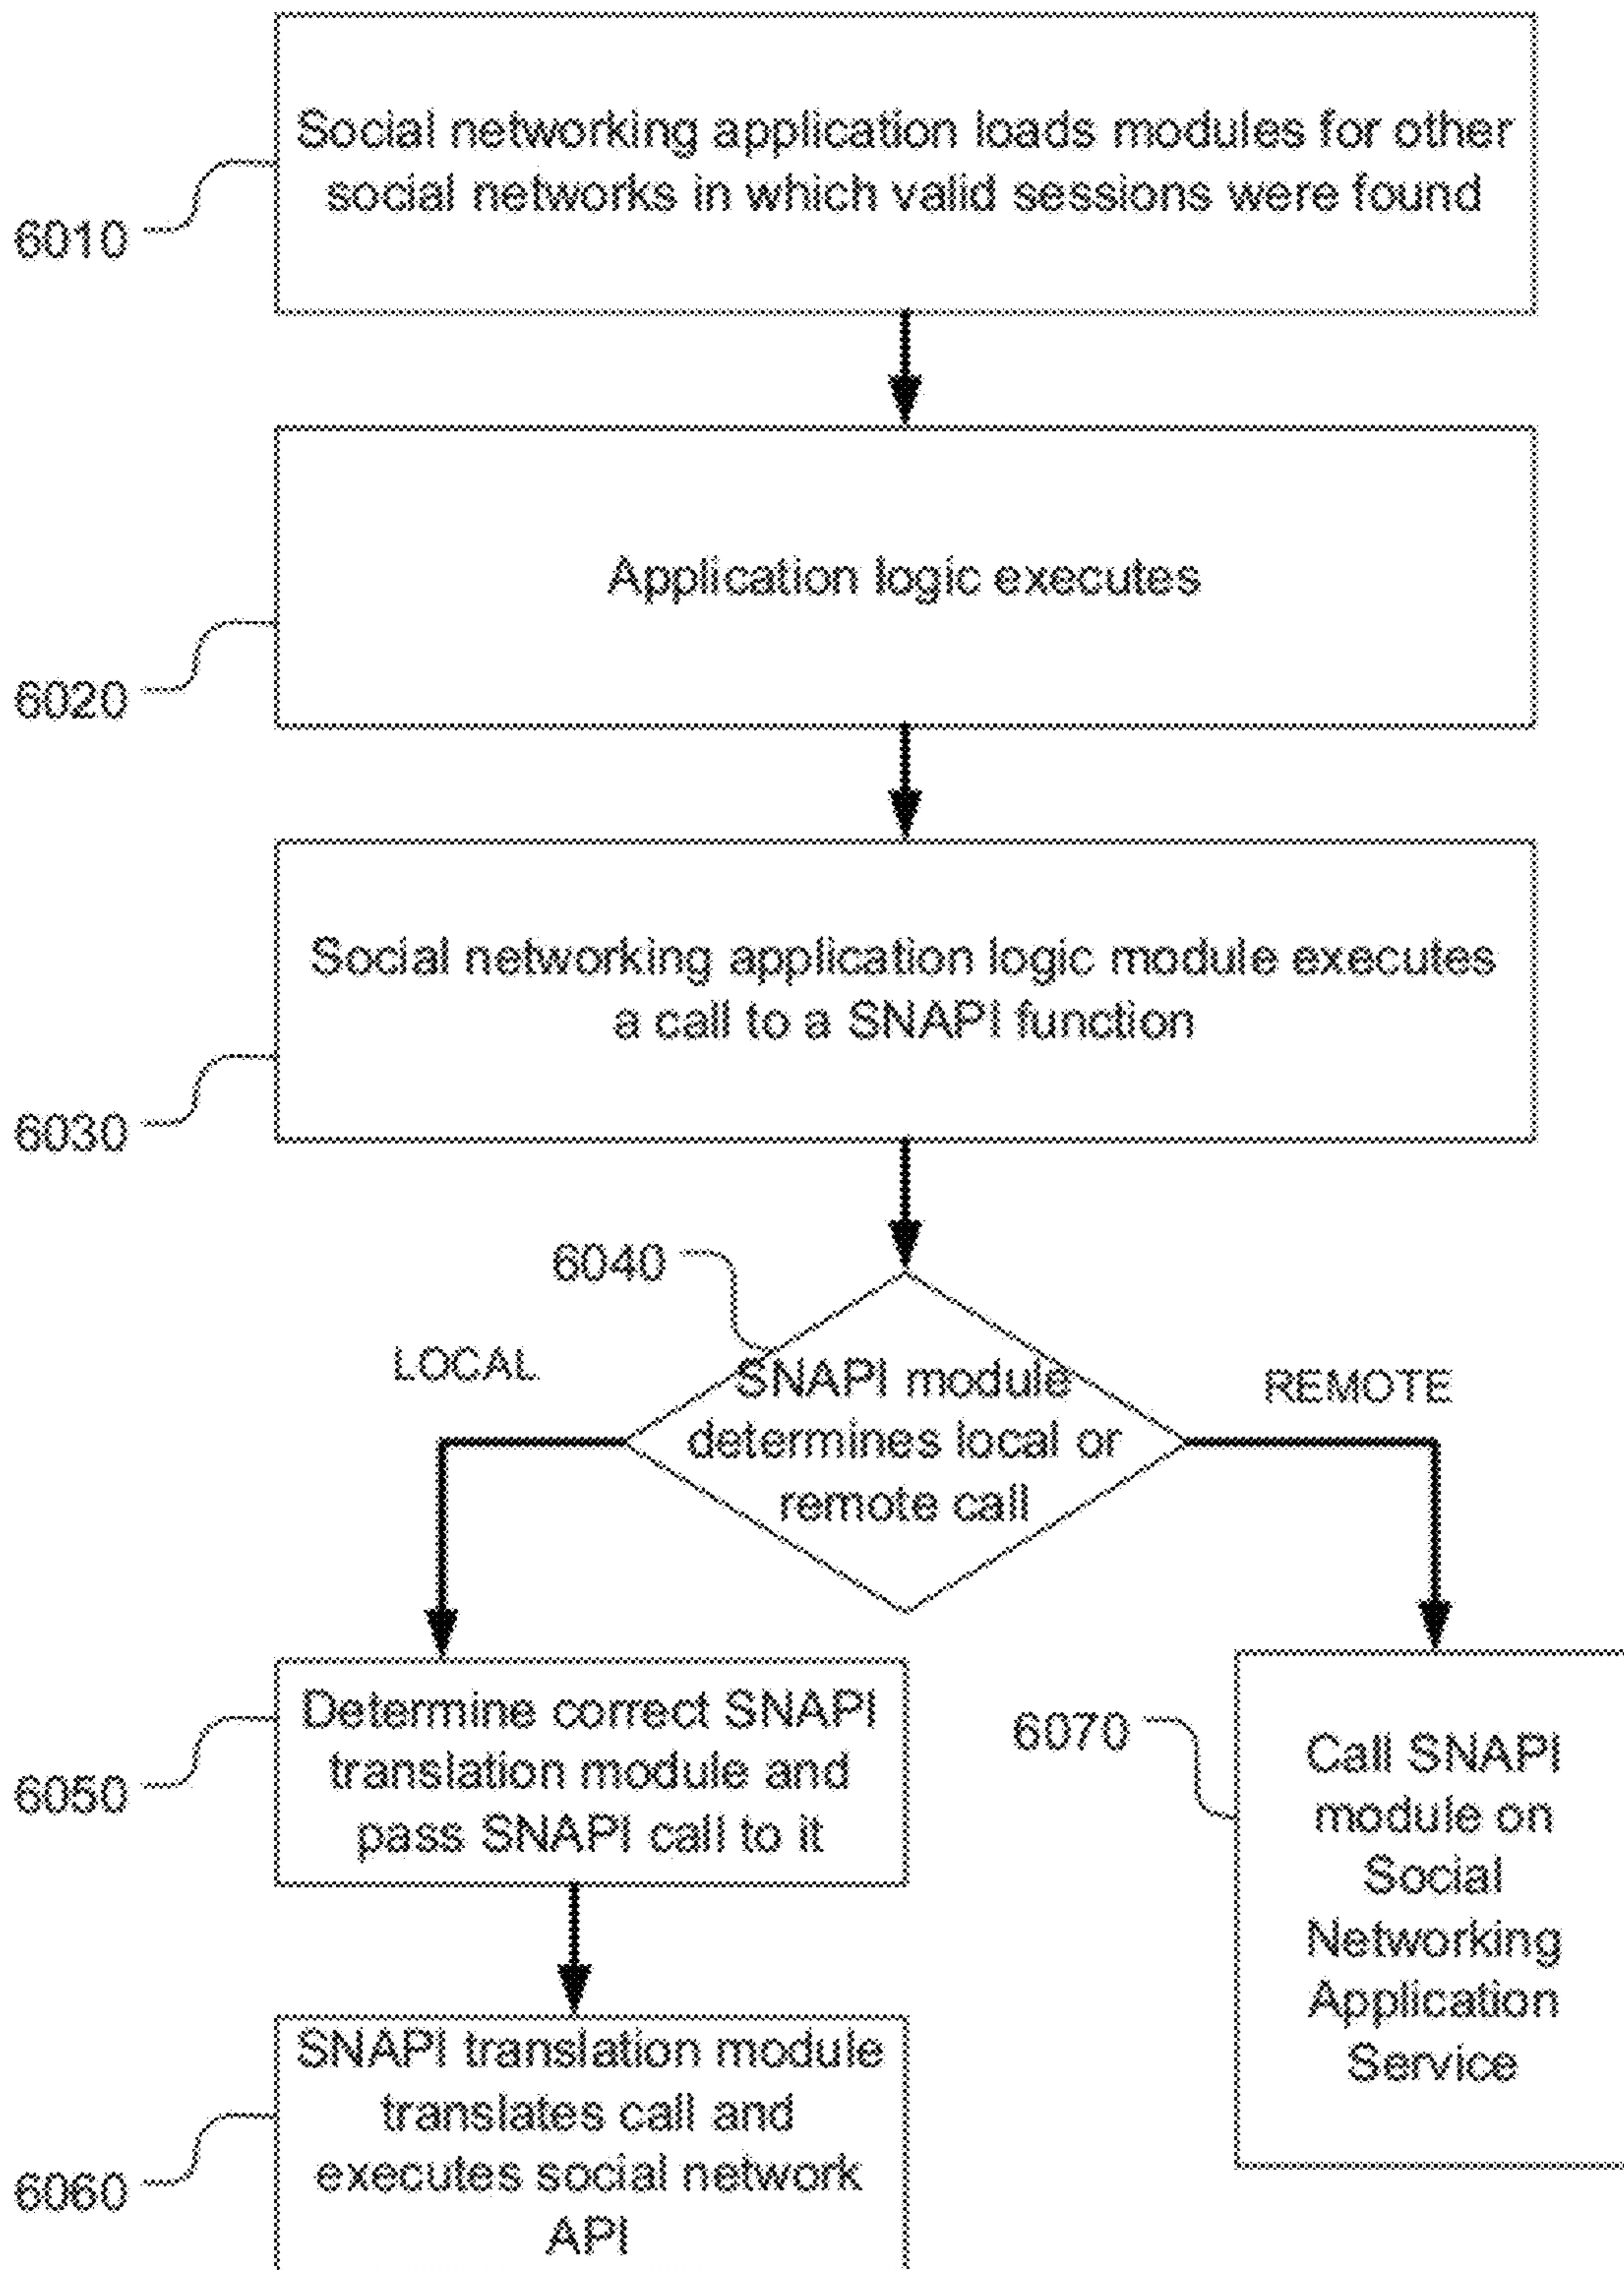 Social networking application loads modules for other
social networks in which valid sessions were found
6010
Application logic executes
6020
Social networking application logic module executes
a call to a SNAPI function
6030
6040
LOCAL
REMOTE
SNAPI module
determines local or
remote call
Determine correct SNAPI
translation module and
pass SNAPI call to it
6050
6070
Call SNAPI
module on
Social
Networking
Application
Service
SNAPI translation module
translates call and
executes social network
API
6060